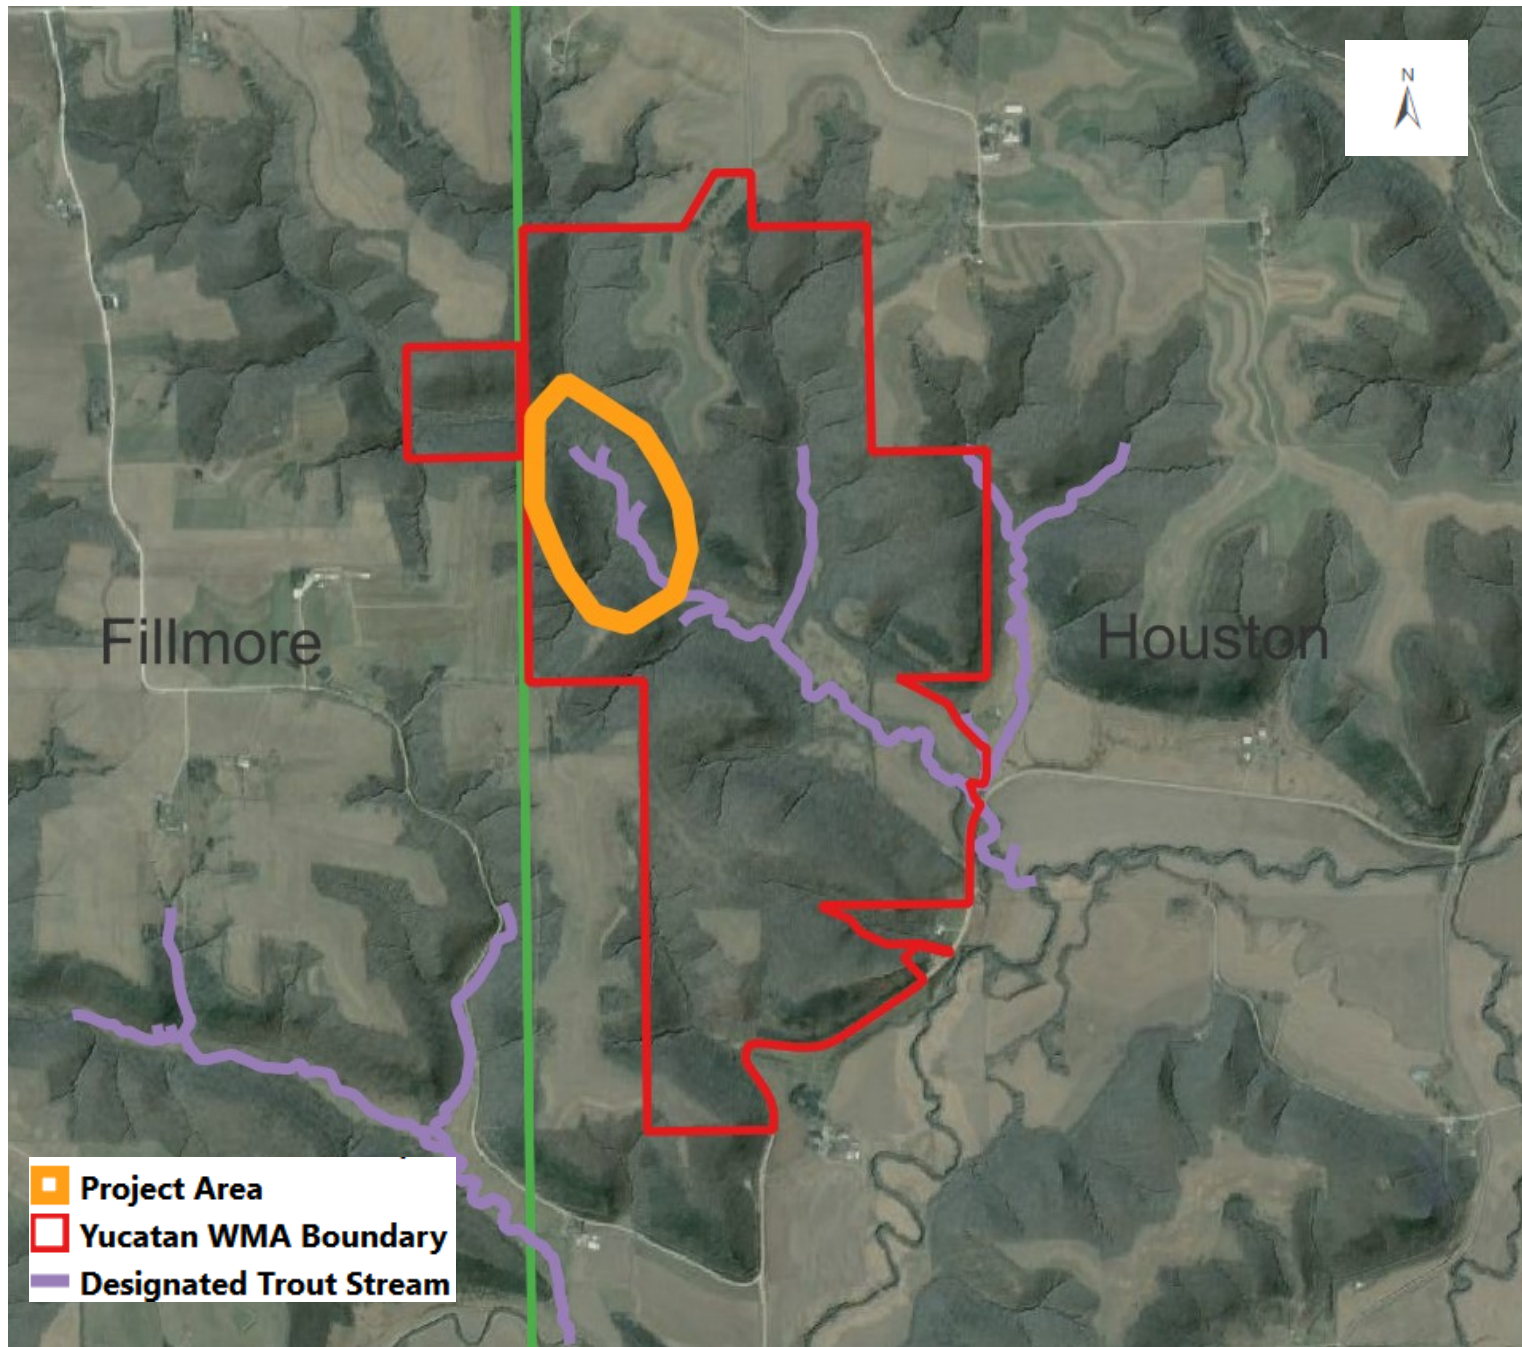 N
Fillmore
Houston
Project Area
Yucatan WMA Boundary
Designated Trout Stream